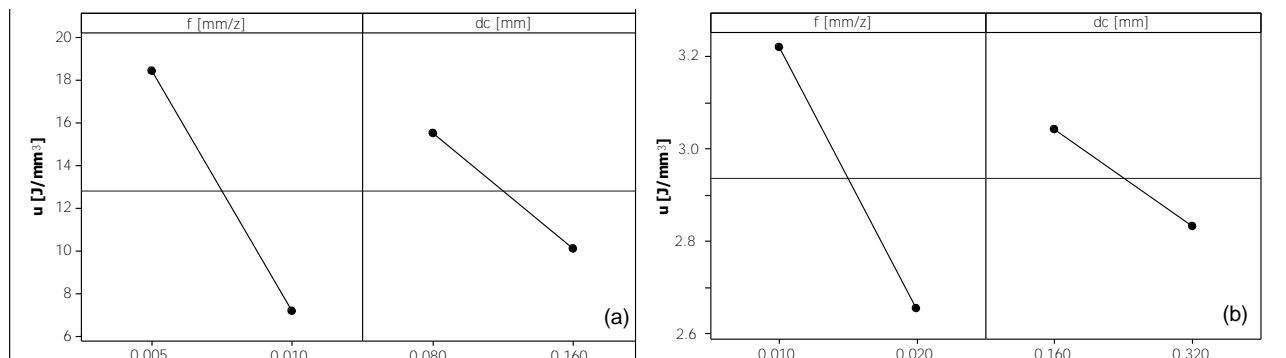 f [mm/z] dc [mm]
20
18
16
14
12
10
8
6
u [J/mm³]
0.005 0.010 0.080 0.160
(a)
f [mm/z] dc [mm]
3.2
3.0
2.8
2.6
u [J/mm³]
0.010 0.020 0.160 0.320
(b)